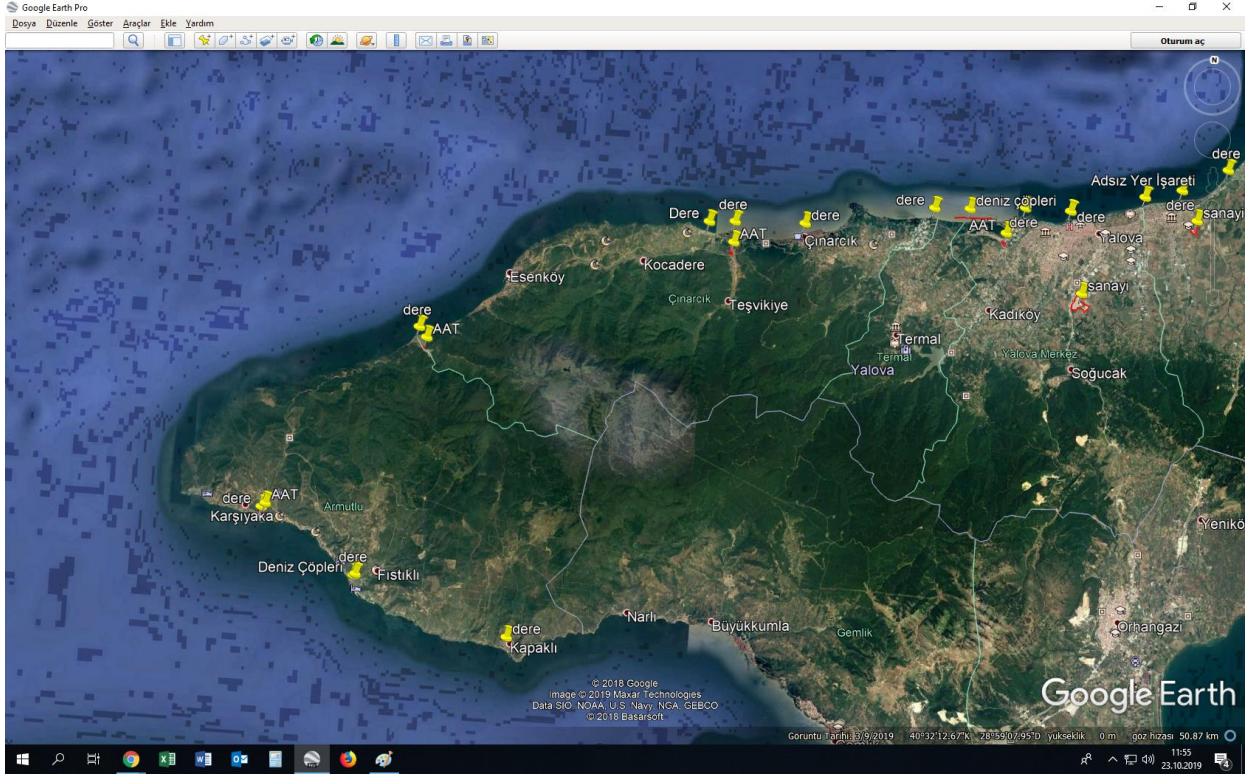 Google Earth Pro
Dosya Düzenle Göster Araçlar Ekle Yardım
Oturum aç
N
dere
Adsız Yer İşareti
dere
deniz çöpleri
dere
Dere
dere
dere
sanayi
AAT
dere
dere
AAT
Çınarcık
Yalova
Esenköy
Kocadere
Çınarcık
Teşvikiye
sanayi
Kadıköy
dere
AAT
Termal
Termal
Yalova Merkez
Yalova
Soğucak
dere
AAT
Karşıyaka
Armutlu
Yenikö
dere
Deniz Çöpleri
Fıstıklı
Narlı
Büyükkumla
Gemlik
Orhangazi
dere
Kapaklı
© 2018 Google
Image © 2019 Maxar Technologies
Data SIO, NOAA, U.S. Navy, NGA, GEBCO
© 2018 Basarsoft
Google Earth
Görüntü Tarihi: 3/9/2019 40°32'12.67"K 28°59'07.95"D yükseklik 0 m göz hizası 50.87 km
11:55
23.10.2019
4